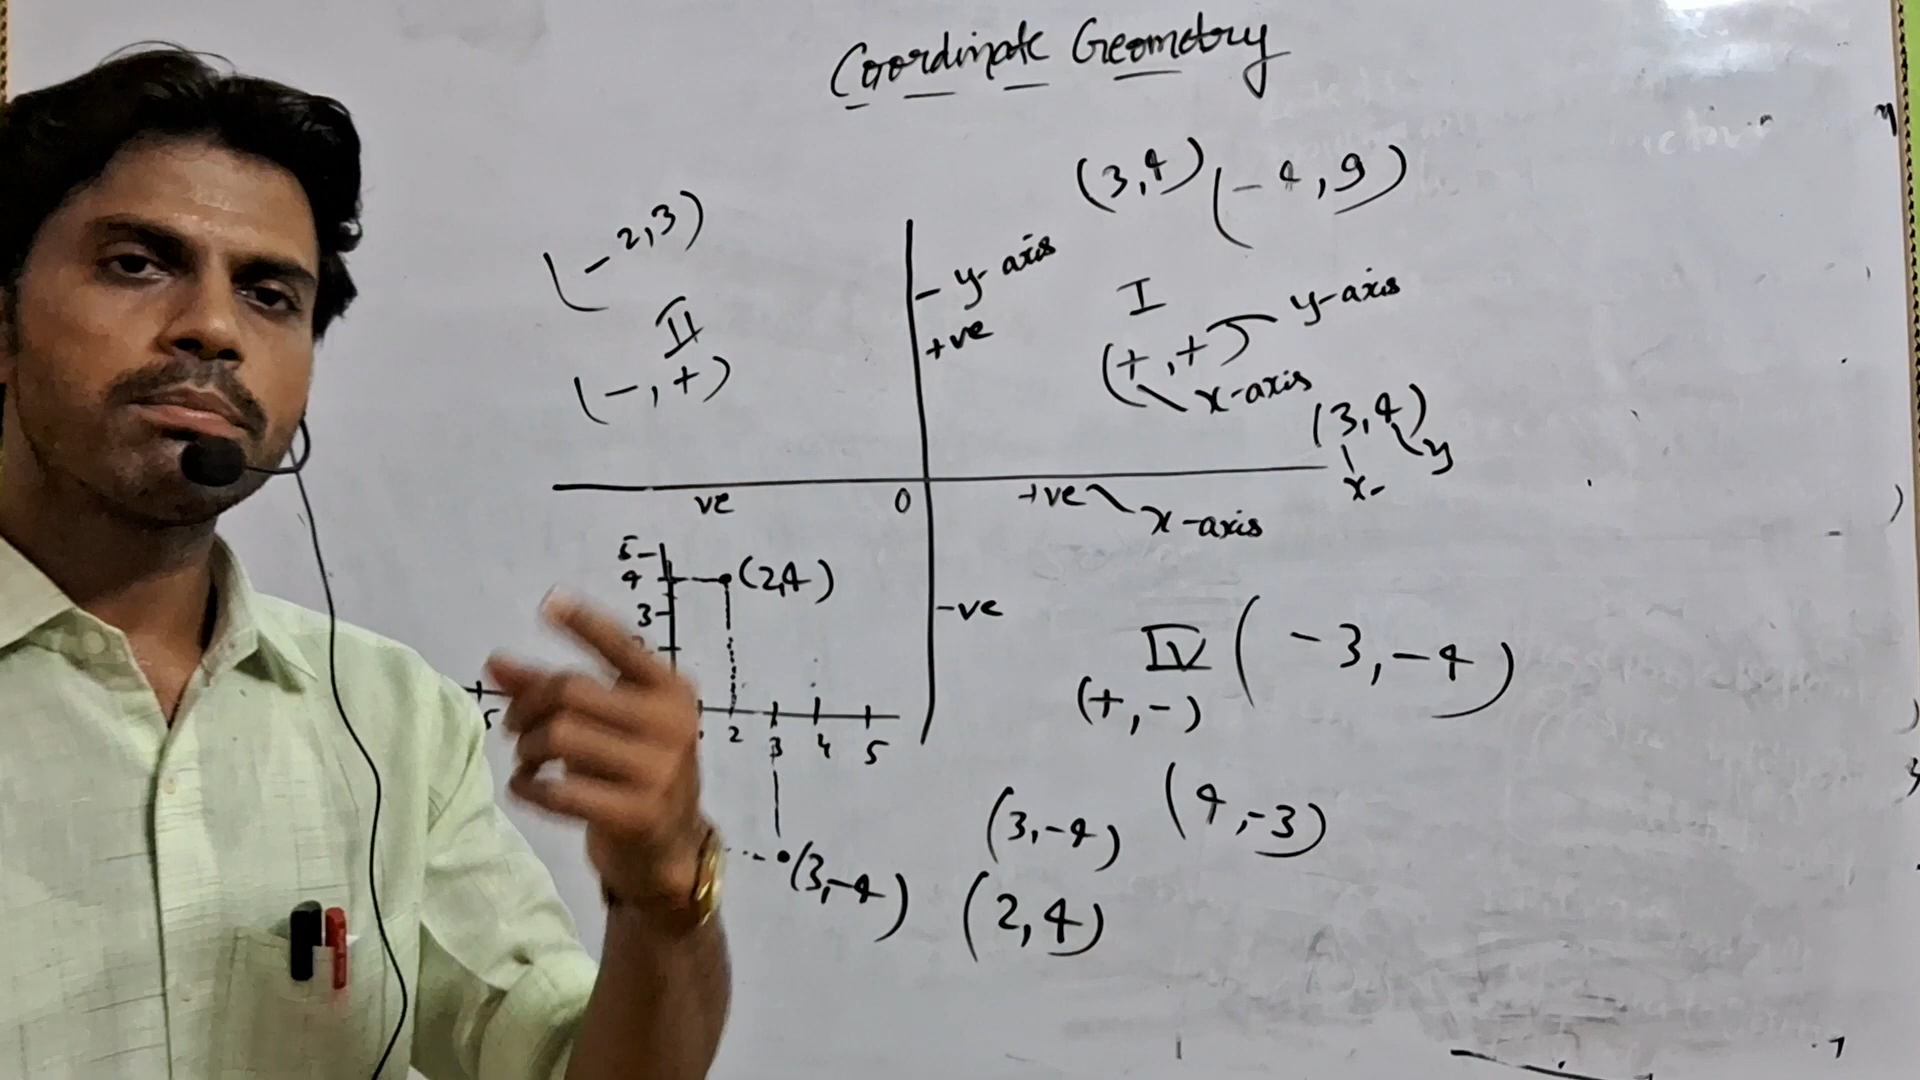 Coordinate Geometry
(3,4) (-4,9)
(-2,3)
y-axis
I
II
+ve
(+,+) y-axis
(-,+)
x-axis
(3,4)
y
x-
ve 0 +ve
x-axis
5
4 (2,4)
3
-ve
IV (-3,-4)
(+,-)
5 2 3 4 5
(3,-4) (4,-3)
(3,-4) (2,4)